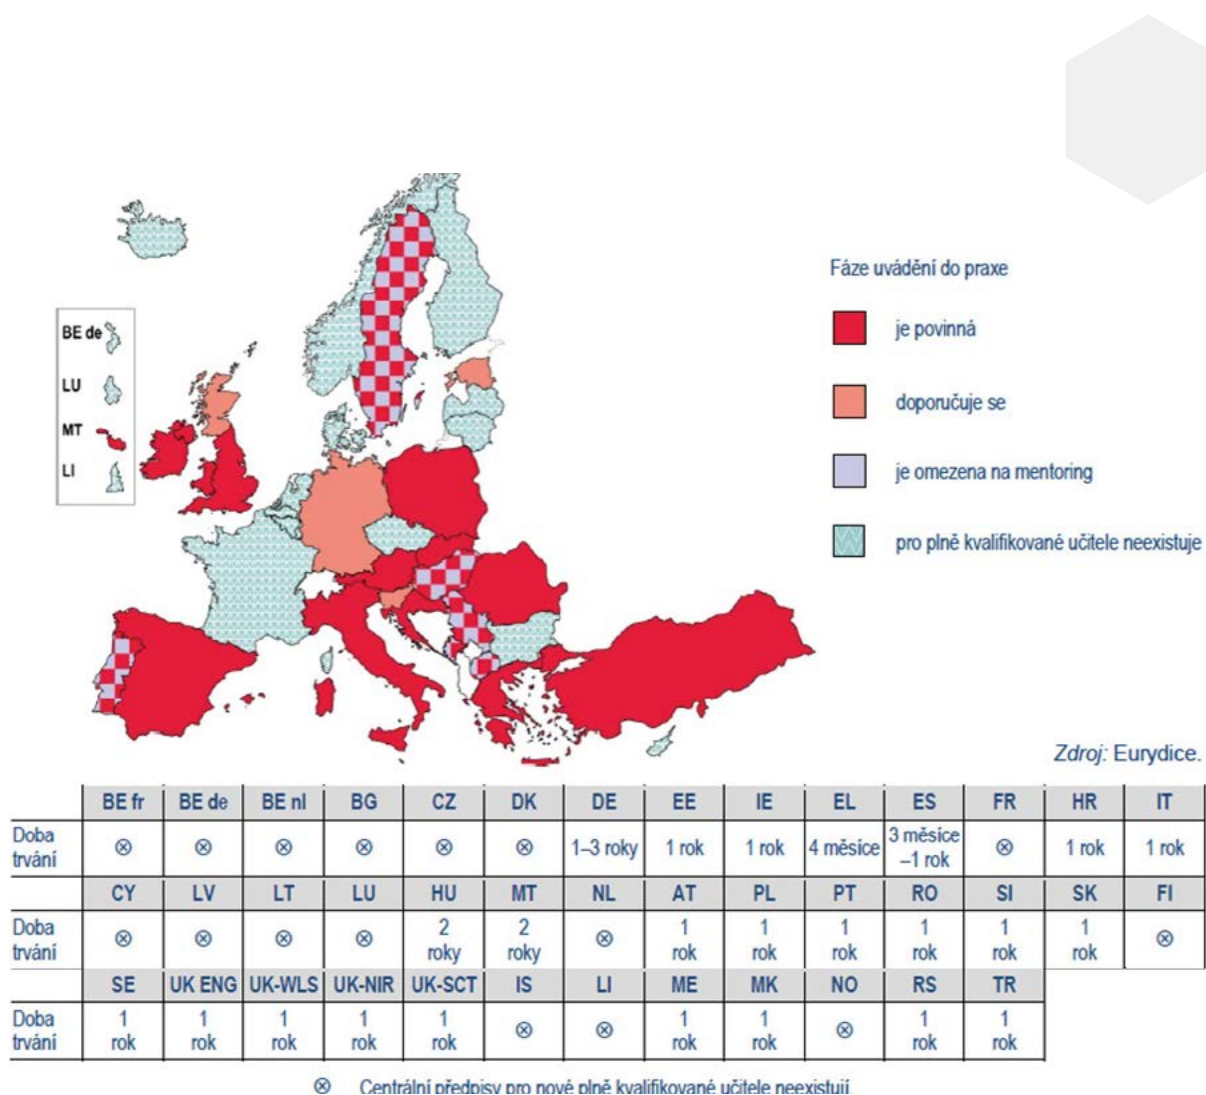 Fáze uvádění do praxe
je povinná
doporučuje se
je omezena na mentoring
pro plně kvalifikované učitele neexistuje
BE de
LU
MT
LI
Zdroj: Eurydice.
BE fr BE de BE nl BG CZ DK DE EE IE EL ES FR HR IT
Doba trvání ⊗ ⊗ ⊗ ⊗ ⊗ ⊗ 1–3 roky 1 rok 1 rok 4 měsíce 3 měsíce –1 rok ⊗ 1 rok 1 rok
CY LV LT LU HU MT NL AT PL PT RO SI SK FI
Doba trvání ⊗ ⊗ ⊗ ⊗ 2 roky 2 roky ⊗ 1 rok 1 rok 1 rok 1 rok 1 rok 1 rok ⊗
SE UK ENG UK-WLS UK-NIR UK-SCT IS LI ME MK NO RS TR
Doba trvání 1 rok 1 rok 1 rok 1 rok 1 rok ⊗ ⊗ 1 rok 1 rok ⊗ 1 rok 1 rok
⊗ Centrální předpisy pro nové plně kvalifikované učitele neexistují